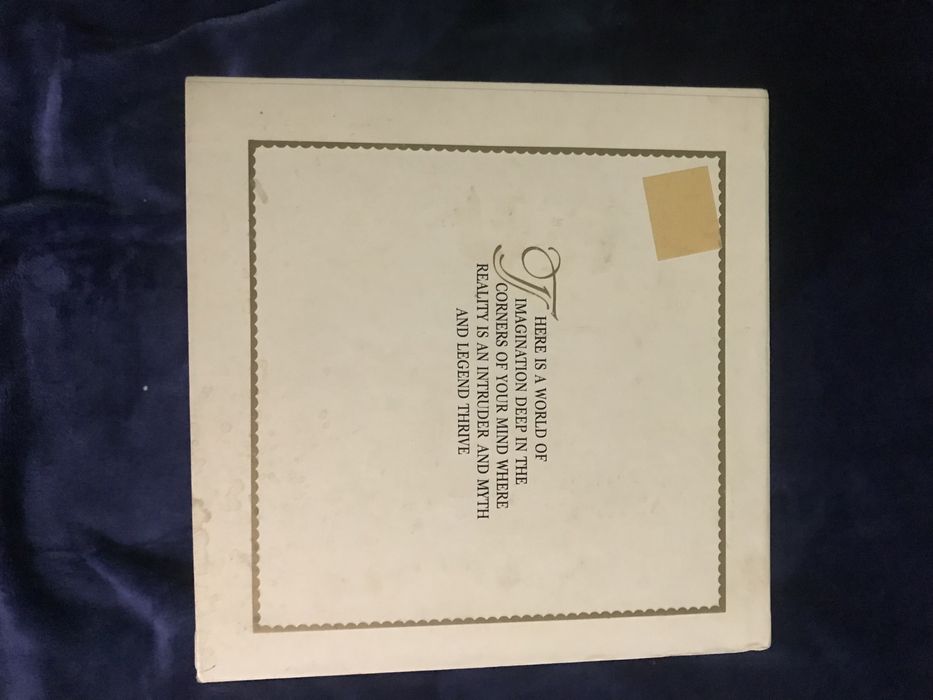 THERE IS A WORLD OF
IMAGINATION DEEP IN THE
CORNERS OF YOUR MIND WHERE
REALITY IS AN INTRUDER AND MYTH
AND LEGEND THRIVE